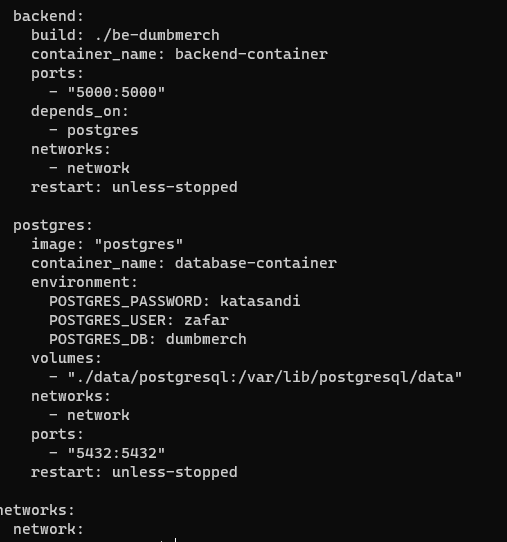 backend:
build: ./be-dumbmerch
container_name: backend-container
ports:
- "5000:5000"
depends_on:
- postgres
networks:
- network
restart: unless-stopped
postgres:
image: "postgres"
container_name: database-container
environment:
POSTGRES_PASSWORD: katasandi
POSTGRES_USER: zafar
POSTGRES_DB: dumbmerch
volumes:
- "./data/postgresql:/var/lib/postgresql/data"
networks:
- network
ports:
- "5432:5432"
restart: unless-stopped
networks:
network: